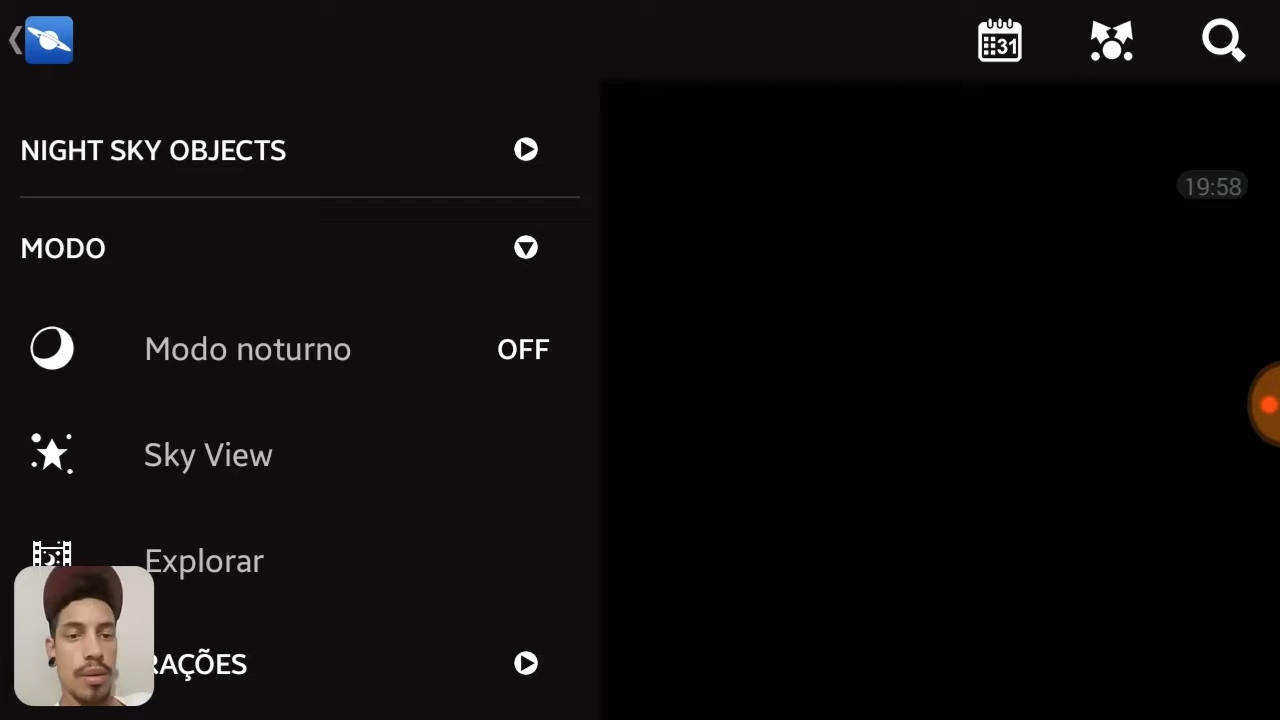 31
NIGHT SKY OBJECTS
19:58
MODO
Modo noturno OFF
Sky View
Explorar
RAÇÕES